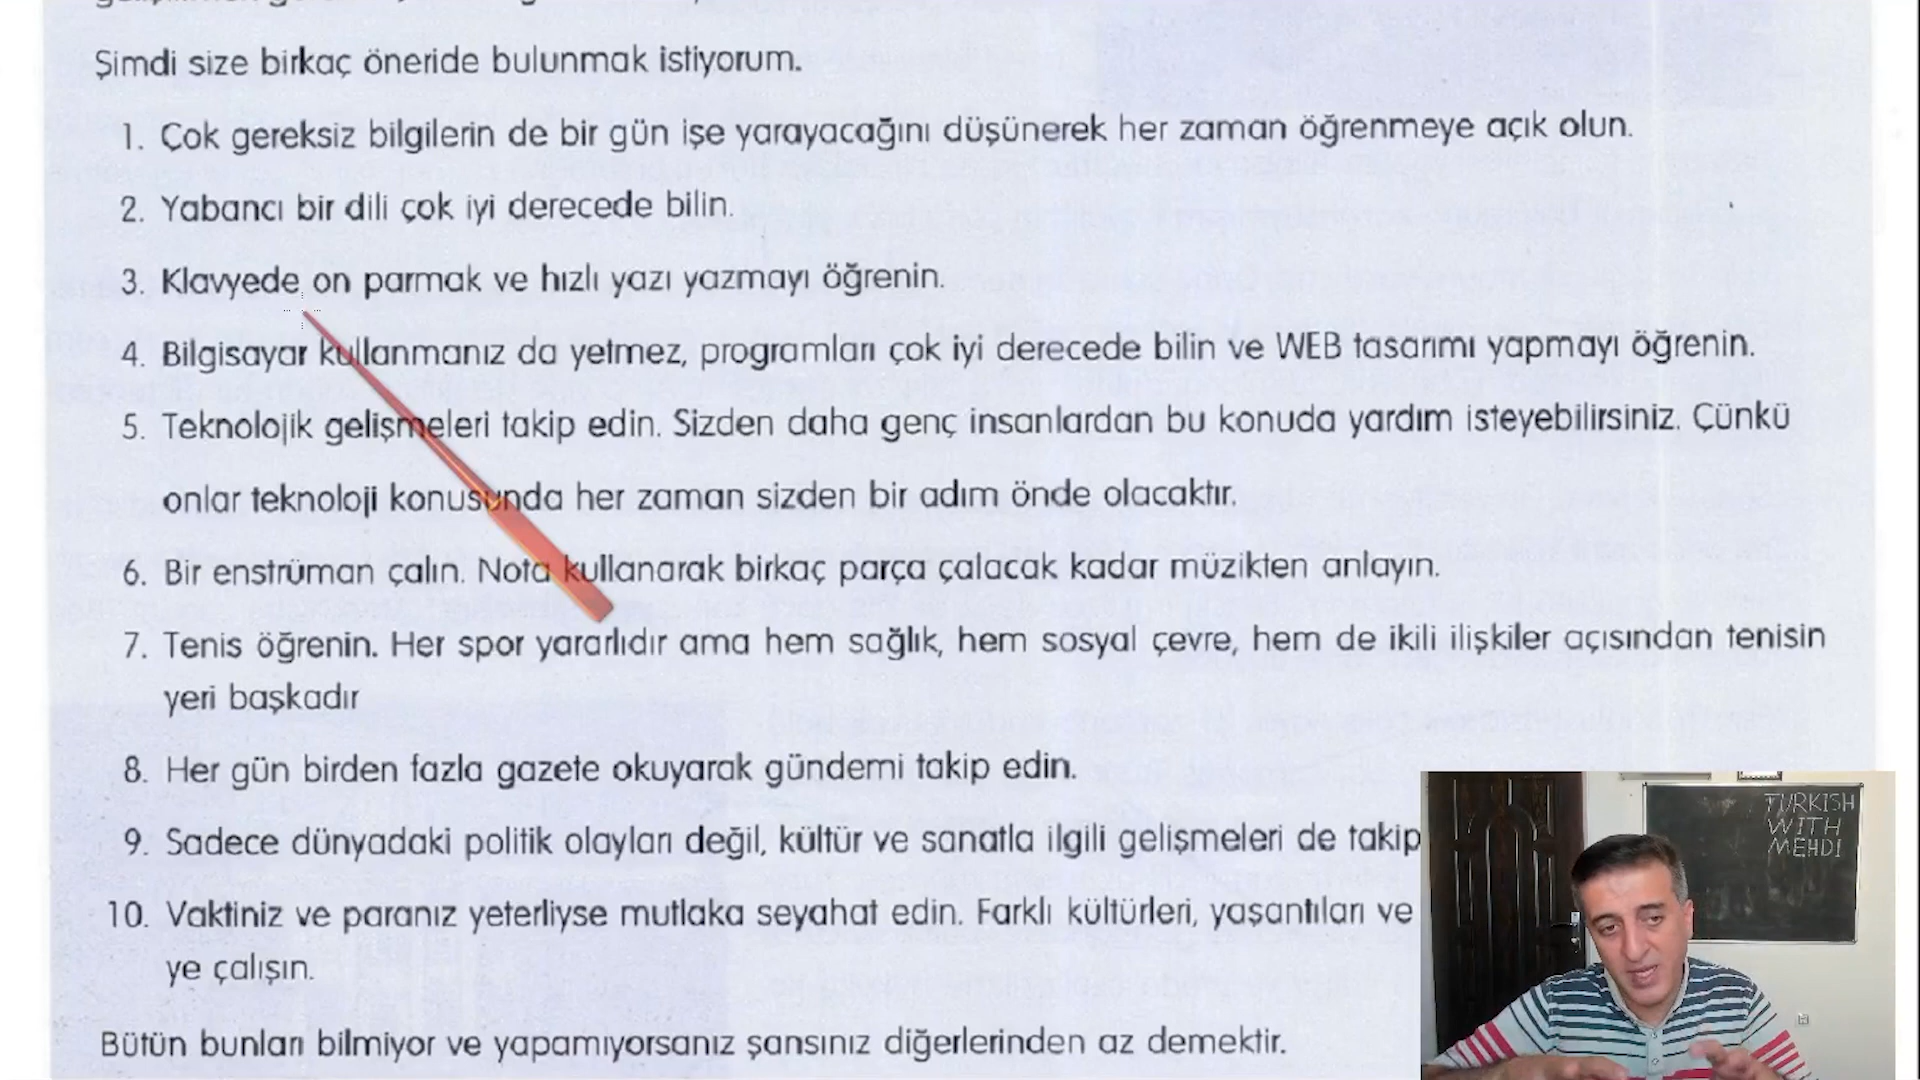 Şimdi size birkaç öneride bulunmak istiyorum.
1. Çok gereksiz bilgilerin de bir gün işe yarayacağını düşünerek her zaman öğrenmeye açık olun.
2. Yabancı bir dili çok iyi derecede bilin.
3. Klavyede on parmak ve hızlı yazı yazmayı öğrenin.
4. Bilgisayar kullanmanız da yetmez, programları çok iyi derecede bilin ve WEB tasarımı yapmayı öğrenin.
5. Teknolojik gelişmeleri takip edin. Sizden daha genç insanlardan bu konuda yardım isteyebilirsiniz. Çünkü
onlar teknoloji konusunda her zaman sizden bir adım önde olacaktır.
6. Bir enstrüman çalın. Nota kullanarak birkaç parça çalacak kadar müzikten anlayın.
7. Tenis öğrenin. Her spor yararlıdır ama hem sağlık, hem sosyal çevre, hem de ikili ilişkiler açısından tenisin
yeri başkadır
8. Her gün birden fazla gazete okuyarak gündemi takip edin.
9. Sadece dünyadaki politik olayları değil, kültür ve sanatla ilgili gelişmeleri de takip
10. Vaktiniz ve paranız yeterliyse mutlaka seyahat edin. Farklı kültürleri, yaşantıları ve
ye çalışın.
Bütün bunları bilmiyor ve yapamıyorsanız şansınız diğerlerinden az demektir.
TURKISH
WITH
MEHDI